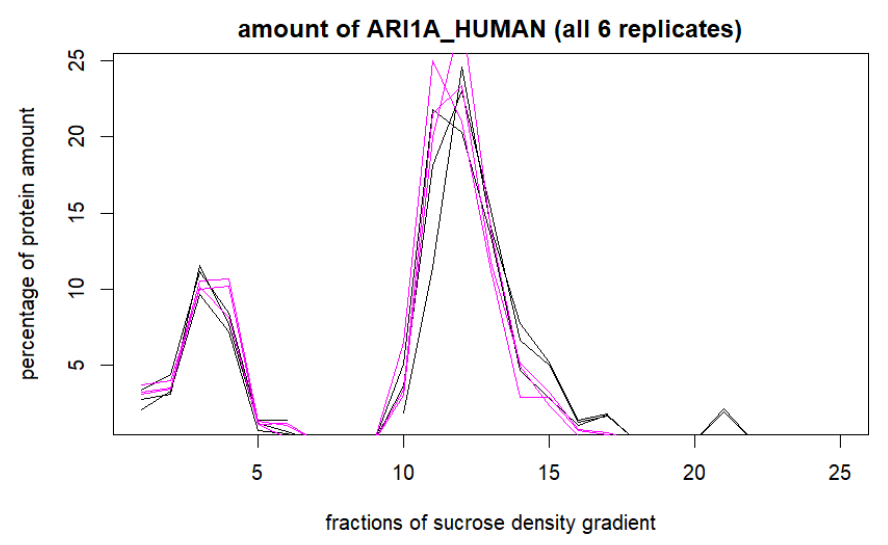 amount of ARI1A_HUMAN (all 6 replicates)
percentage of protein amount
25
20
15
10
5
5 10 15 20 25
fractions of sucrose density gradient